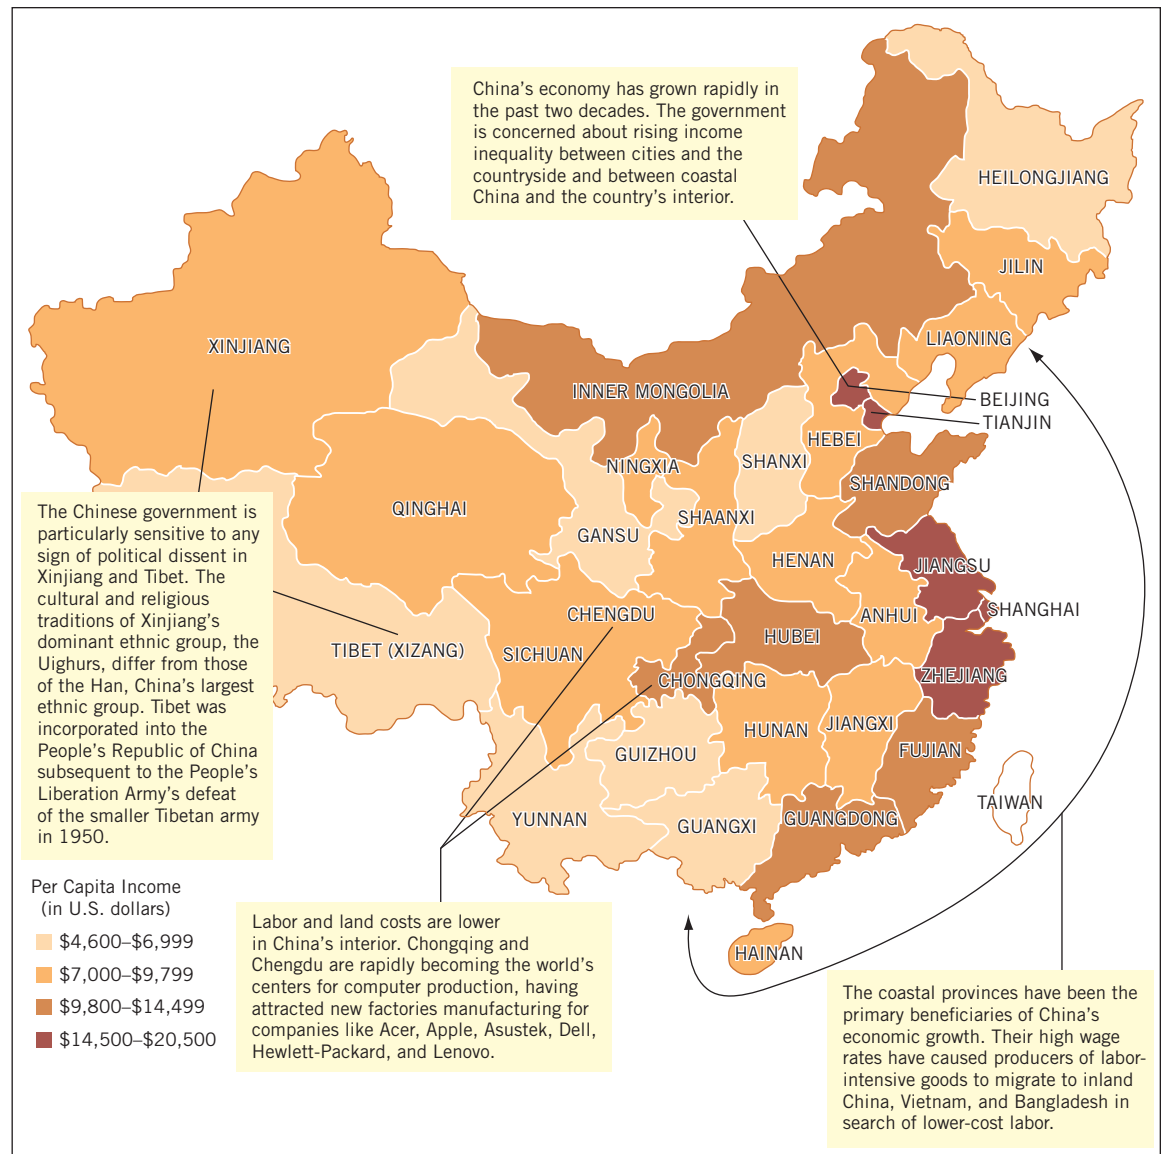 China's economy has grown rapidly in
the past two decades. The government
is concerned about rising income
inequality between cities and the
countryside and between coastal
China and the country's interior.
HEILONGJIANG
JILIN
LIAONING
XINJIANG
INNER MONGOLIA
BEIJING
TIANJIN
HEBEI
NINGXIA
SHANXI
SHANDONG
QINGHAI
GANSU
SHAANXI
HENAN
JIANGSU
SHANGHAI
ANHUI
CHENGDU
HUBEI
TIBET (XIZANG)
SICHUAN
CHONGQING
ZHEJIANG
HUNAN
JIANGXI
GUIZHOU
FUJIAN
TAIWAN
YUNNAN
GUANGXI
GUANGDONG
HAINAN
The Chinese government is
particularly sensitive to any
sign of political dissent in
Xinjiang and Tibet. The
cultural and religious
traditions of Xinjiang's
dominant ethnic group, the
Uighurs, differ from those
of the Han, China's largest
ethnic group. Tibet was
incorporated into the
People's Republic of China
subsequent to the People's
Liberation Army's defeat
of the smaller Tibetan army
in 1950.
Per Capita Income
(in U.S. dollars)
$4,600–$6,999
$7,000–$9,799
$9,800–$14,499
$14,500–$20,500
Labor and land costs are lower
in China's interior. Chongqing and
Chengdu are rapidly becoming the world's
centers for computer production, having
attracted new factories manufacturing for
companies like Acer, Apple, Asustek, Dell,
Hewlett-Packard, and Lenovo.
The coastal provinces have been the
primary beneficiaries of China's
economic growth. Their high wage
rates have caused producers of labor-
intensive goods to migrate to inland
China, Vietnam, and Bangladesh in
search of lower-cost labor.